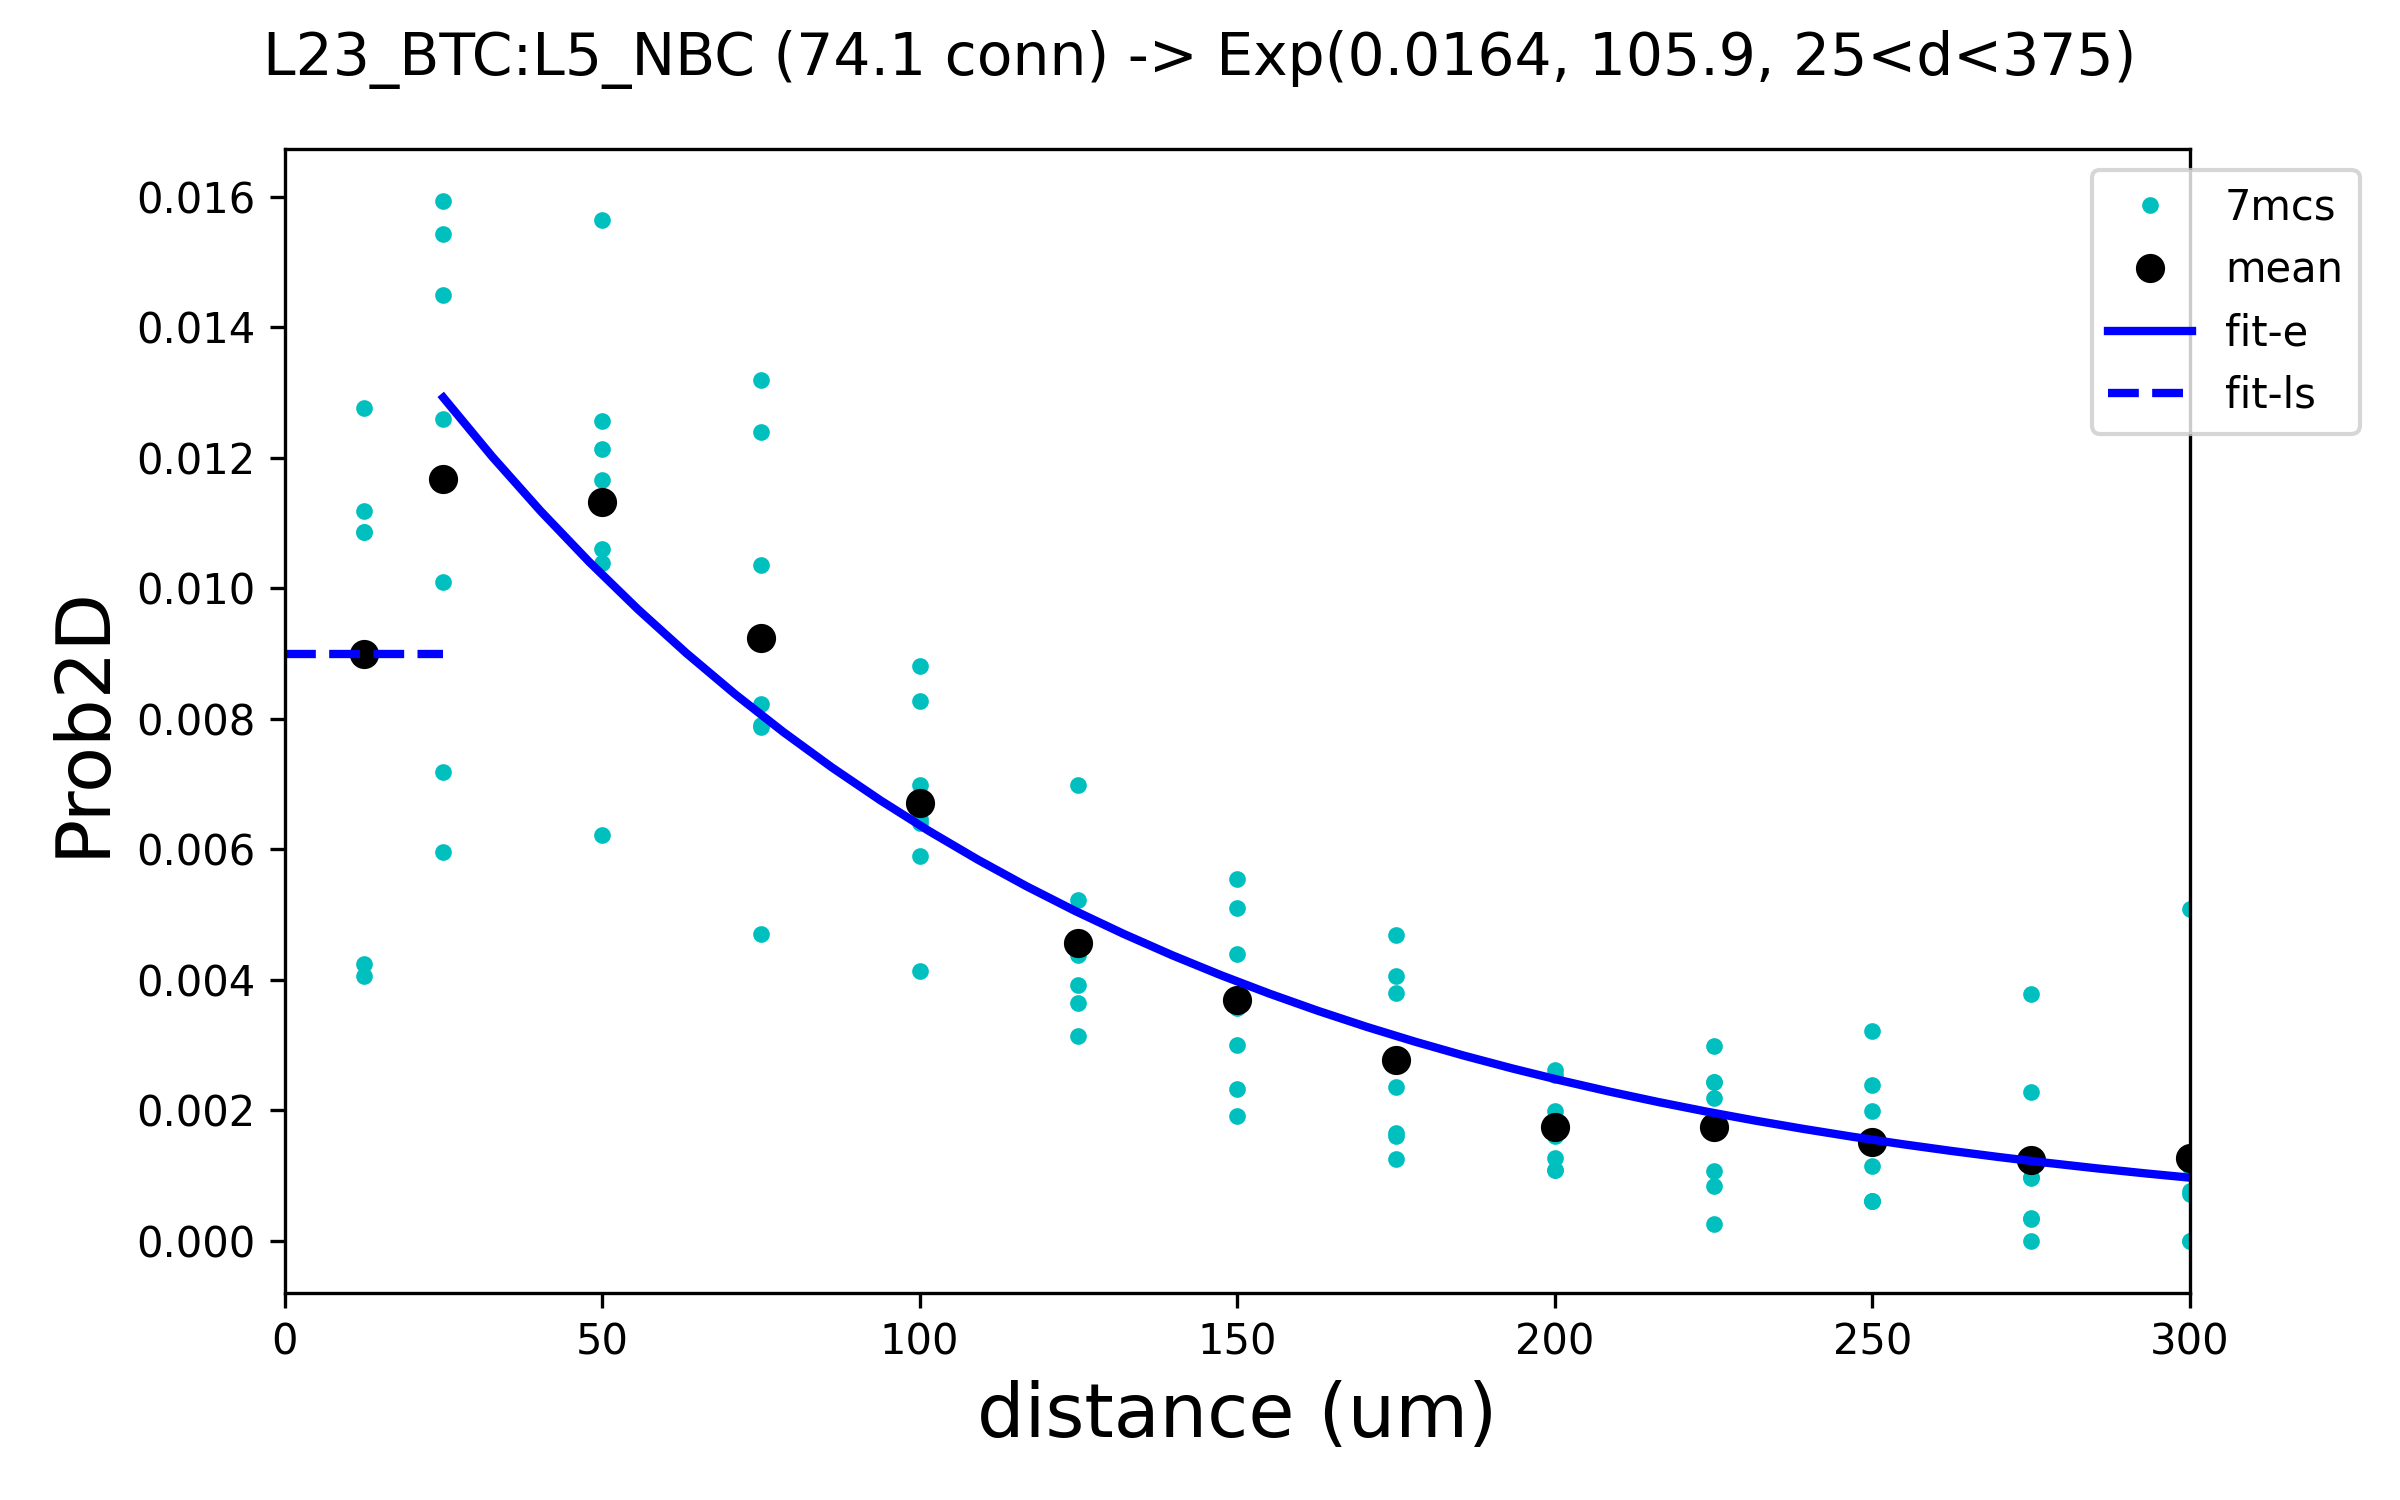 L23_BTC:L5_NBC (74.1 conn) -> Exp(0.0164, 105.9, 25<d<375)
7mcs
mean
fit-e
fit-ls
0.016
0.014
0.012
0.010
0.008
0.006
0.004
0.002
0.000
Prob2D
0 50 100 150 200 250 300
distance (um)